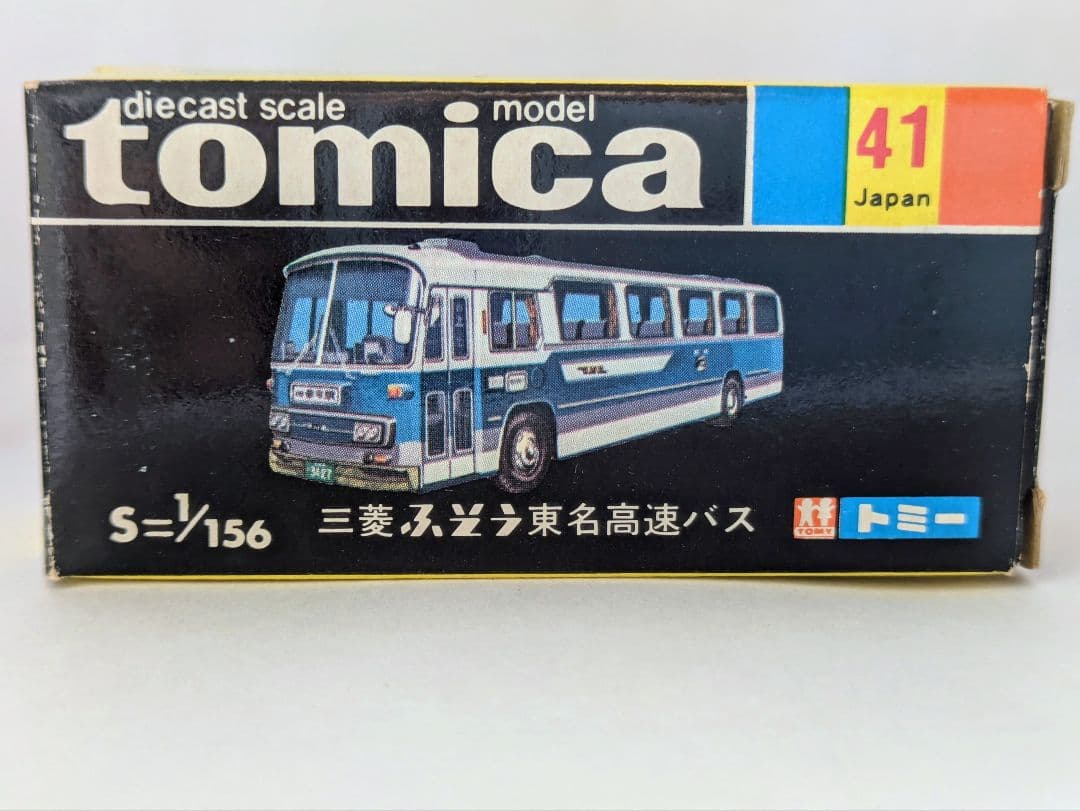 diecast scale model
tomica
41
Japan
S=1/156
三菱ふそう東名高速バス
TOMY
トミー